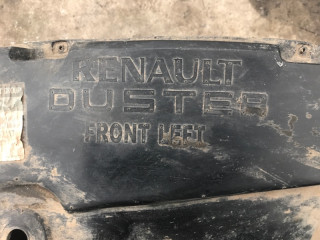 RENAULT
DUSTER
FRONT LEFT